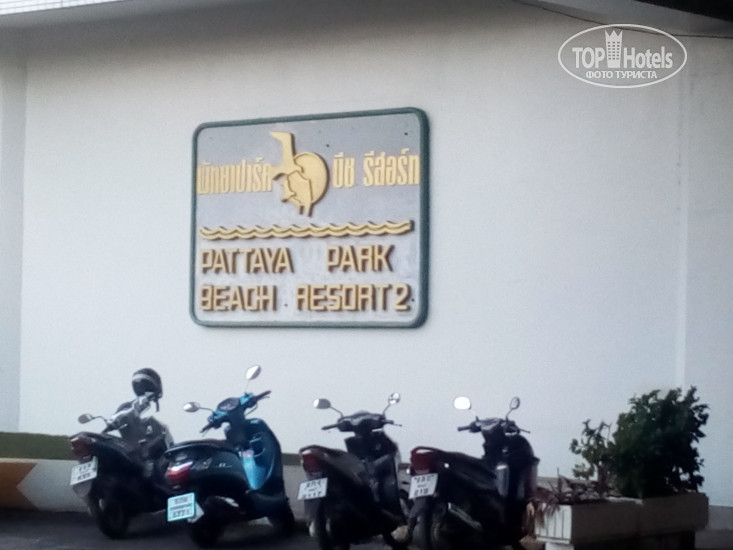 TOP Hotels
ФОТО ТУРИСТА
พัทยาปาร์ค บีช รีสอร์ท
PATTAYA PARK
BEACH RESORT 2